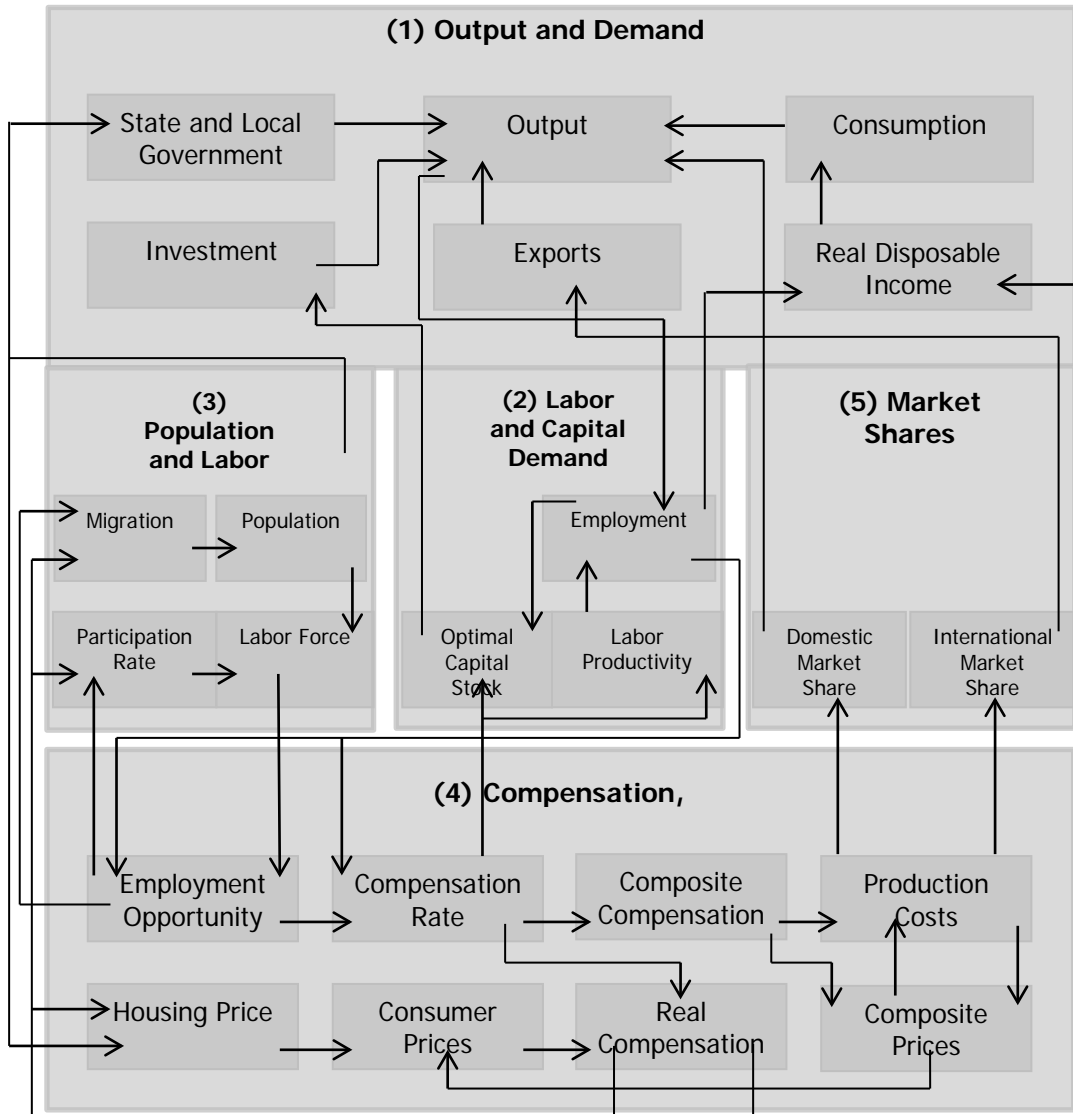 (1) Output and Demand
State and Local
Government
Output
Consumption
Investment
Exports
Real Disposable
Income
(3)
Population
and Labor
(2) Labor
and Capital
Demand
(5) Market
Shares
Migration
Population
Employment
Participation
Rate
Labor Force
Optimal
Capital
Stock
Labor
Productivity
Domestic
Market
Share
International
Market
Share
(4) Compensation,
Employment
Opportunity
Compensation
Rate
Composite
Compensation
Production
Costs
Housing Price
Consumer
Prices
Real
Compensation
Composite
Prices